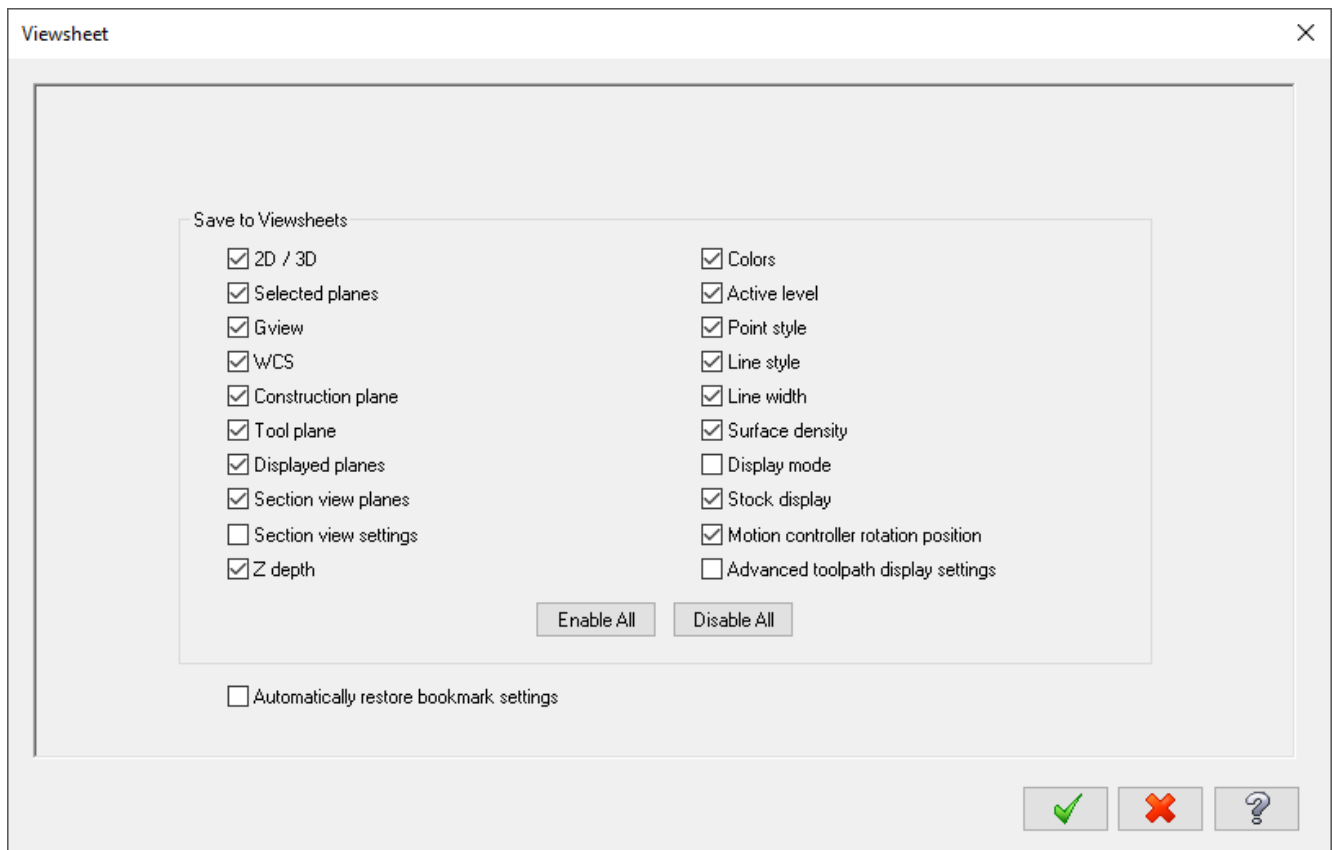 Viewsheet
Save to Viewsheets
2D / 3D
Selected planes
Gview
WCS
Construction plane
Tool plane
Displayed planes
Section view planes
Section view settings
Z depth
Colors
Active level
Point style
Line style
Line width
Surface density
Display mode
Stock display
Motion controller rotation position
Advanced toolpath display settings
Enable All
Disable All
Automatically restore bookmark settings